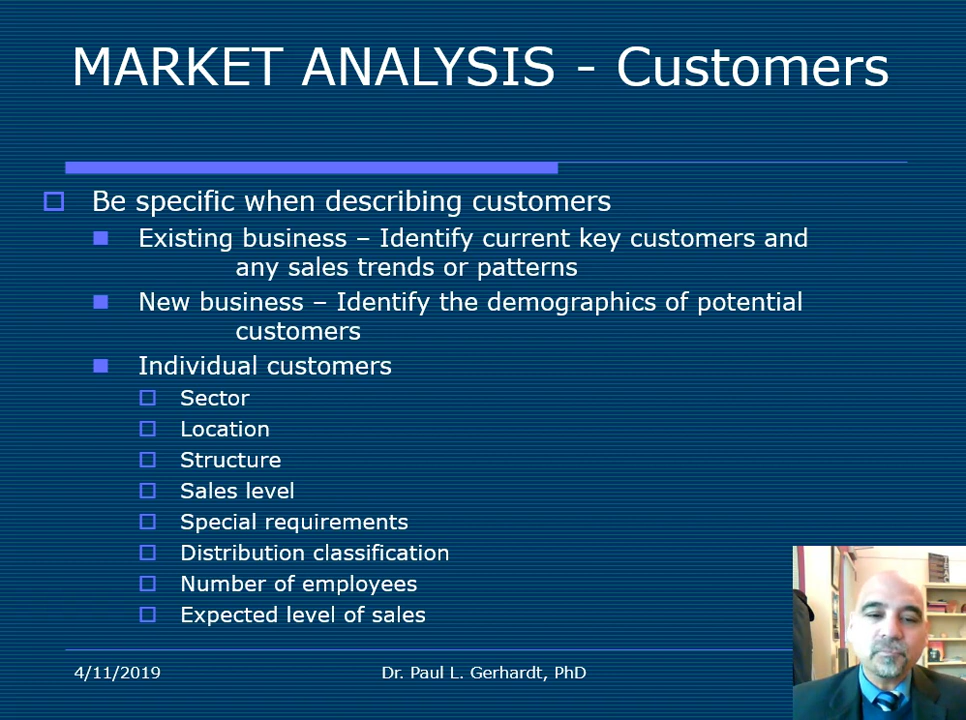 MARKET ANALYSIS - Customers
Be specific when describing customers
Existing business – Identify current key customers and
any sales trends or patterns
New business – Identify the demographics of potential
customers
Individual customers
Sector
Location
Structure
Sales level
Special requirements
Distribution classification
Number of employees
Expected level of sales
4/11/2019
Dr. Paul L. Gerhardt, PhD